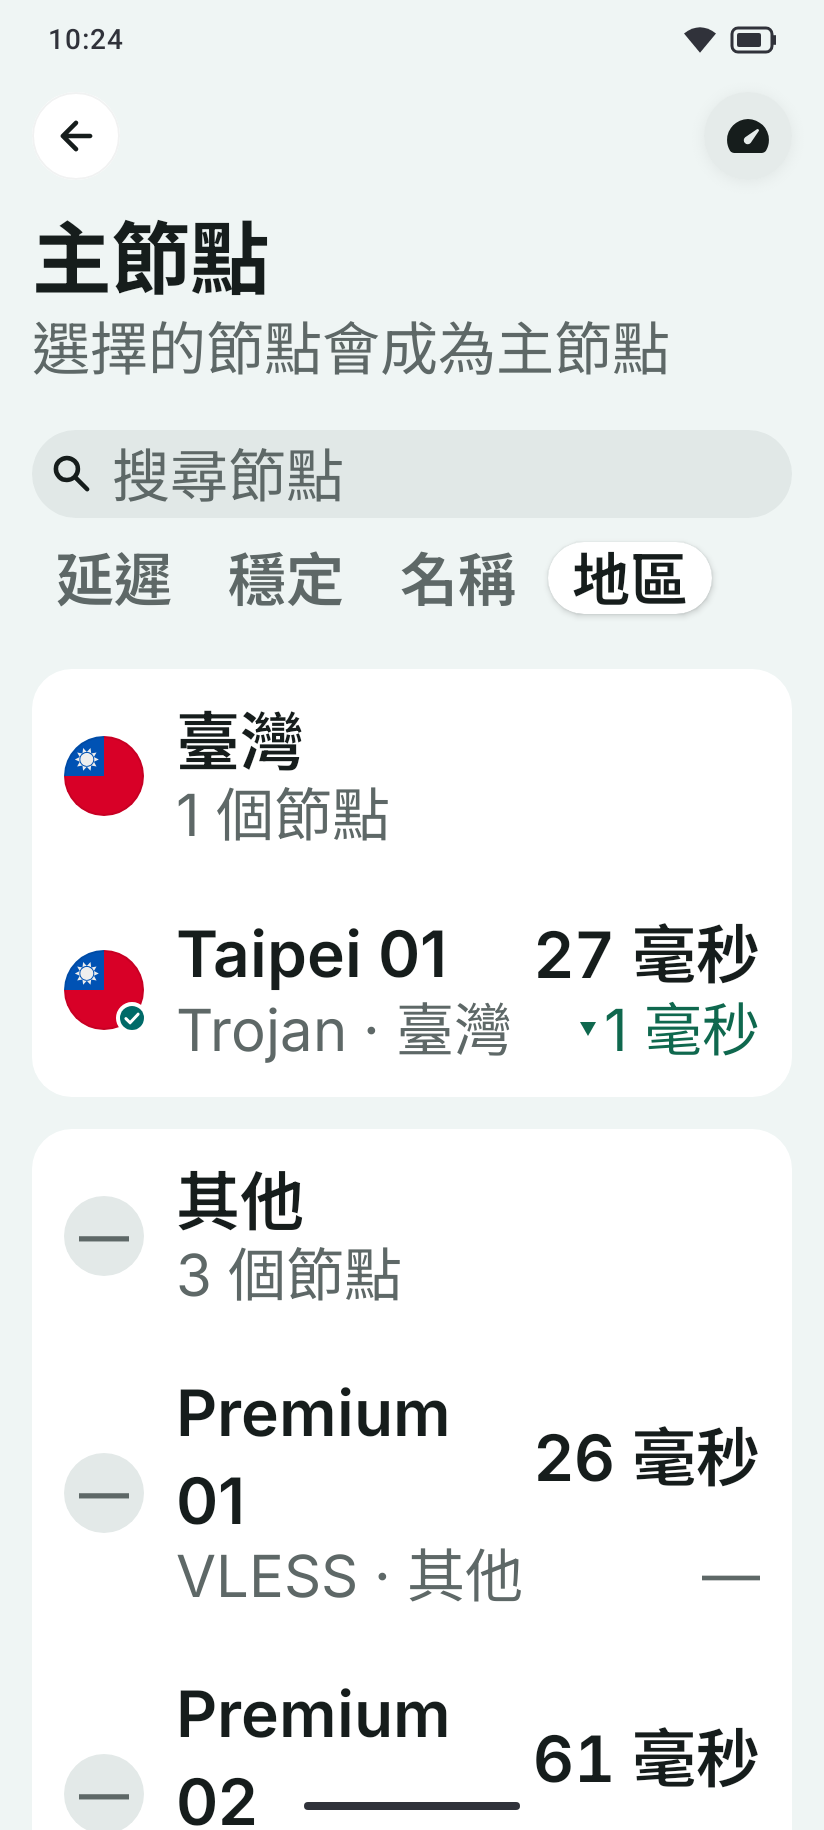 10:24
主節點
選擇的節點會成為主節點
搜尋節點
延遲 穩定 名稱 地區
臺灣
1 個節點
Taipei 01 27 毫秒
Trojan · 臺灣 ▼1 毫秒
其他
3 個節點
Premium
01
26 毫秒
VLESS · 其他 —
Premium
02
61 毫秒